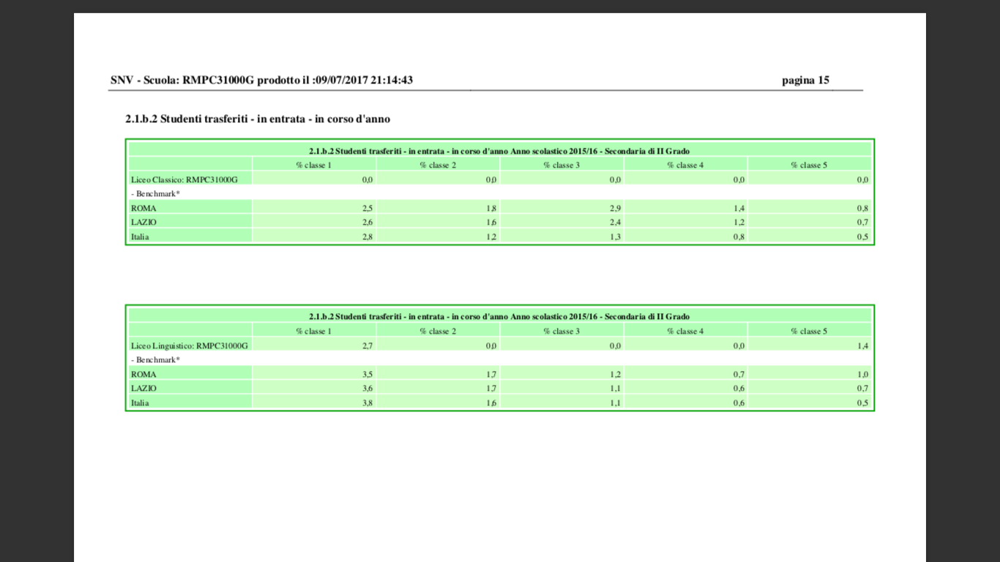 SNV - Scuola: RMPC31000G prodotto il :09/07/2017 21:14:43 pagina 15
2.1.b.2 Studenti trasferiti - in entrata - in corso d'anno
2.1.b.2 Studenti trasferiti - in entrata - in corso d'anno Anno scolastico 2015/16 - Secondaria di II Grado
% classe 1 % classe 2 % classe 3 % classe 4 % classe 5
Liceo Classico: RMPC31000G 0,0 0,0 0,0 0,0 0,0
- Benchmark*
ROMA 2,5 1,8 2,9 1,4 0,8
LAZIO 2,6 1,6 2,4 1,2 0,7
Italia 2,8 1,2 1,3 0,8 0,5
2.1.b.2 Studenti trasferiti - in entrata - in corso d'anno Anno scolastico 2015/16 - Secondaria di II Grado
% classe 1 % classe 2 % classe 3 % classe 4 % classe 5
Liceo Linguistico: RMPC31000G 2,7 0,0 0,0 0,0 1,4
- Benchmark*
ROMA 3,5 1,7 1,2 0,7 1,0
LAZIO 3,6 1,7 1,1 0,6 0,7
Italia 3,8 1,6 1,1 0,6 0,5